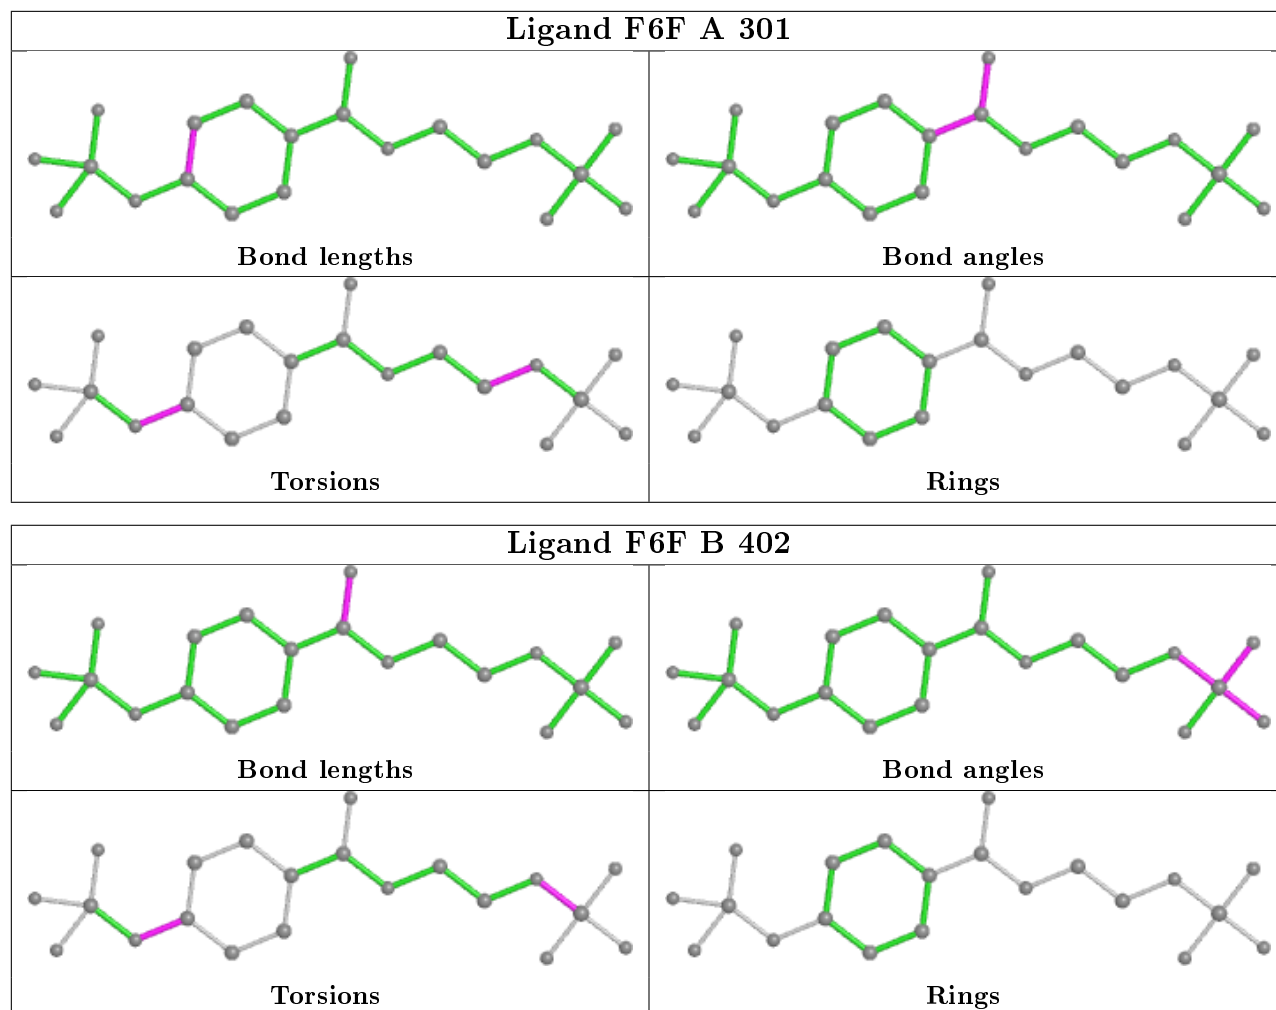 Ligand F6F A 301
Bond lengths
Bond angles
Torsions
Rings
Ligand F6F B 402
Bond lengths
Bond angles
Torsions
Rings